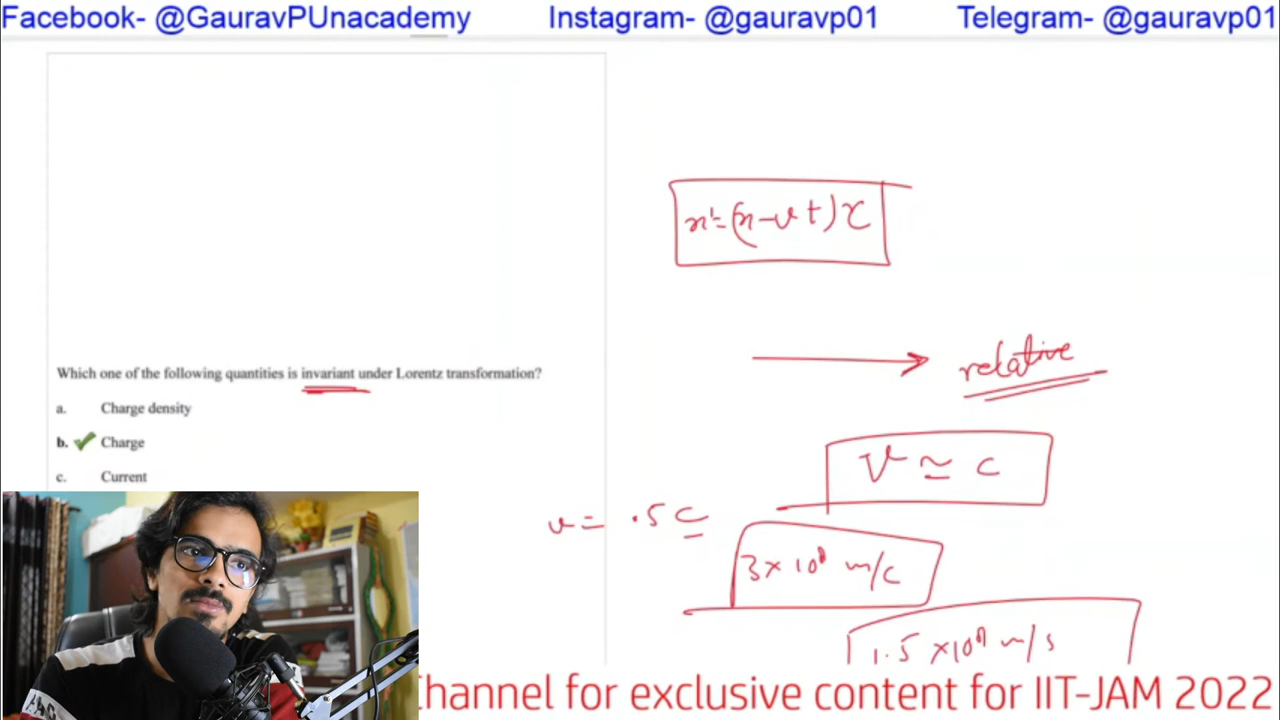 Facebook- @GauravPUnacademy Instagram- @gauravp01 Telegram- @gauravp01
x'=(x-vt)γ
Which one of the following quantities is invariant under Lorentz transformation?
a. Charge density
b. Charge
c. Current
relative
V ≃ c
v = .5 c
3×10⁸ m/c
1.5 ×10⁸ m/s
Channel for exclusive content for IIT-JAM 2022